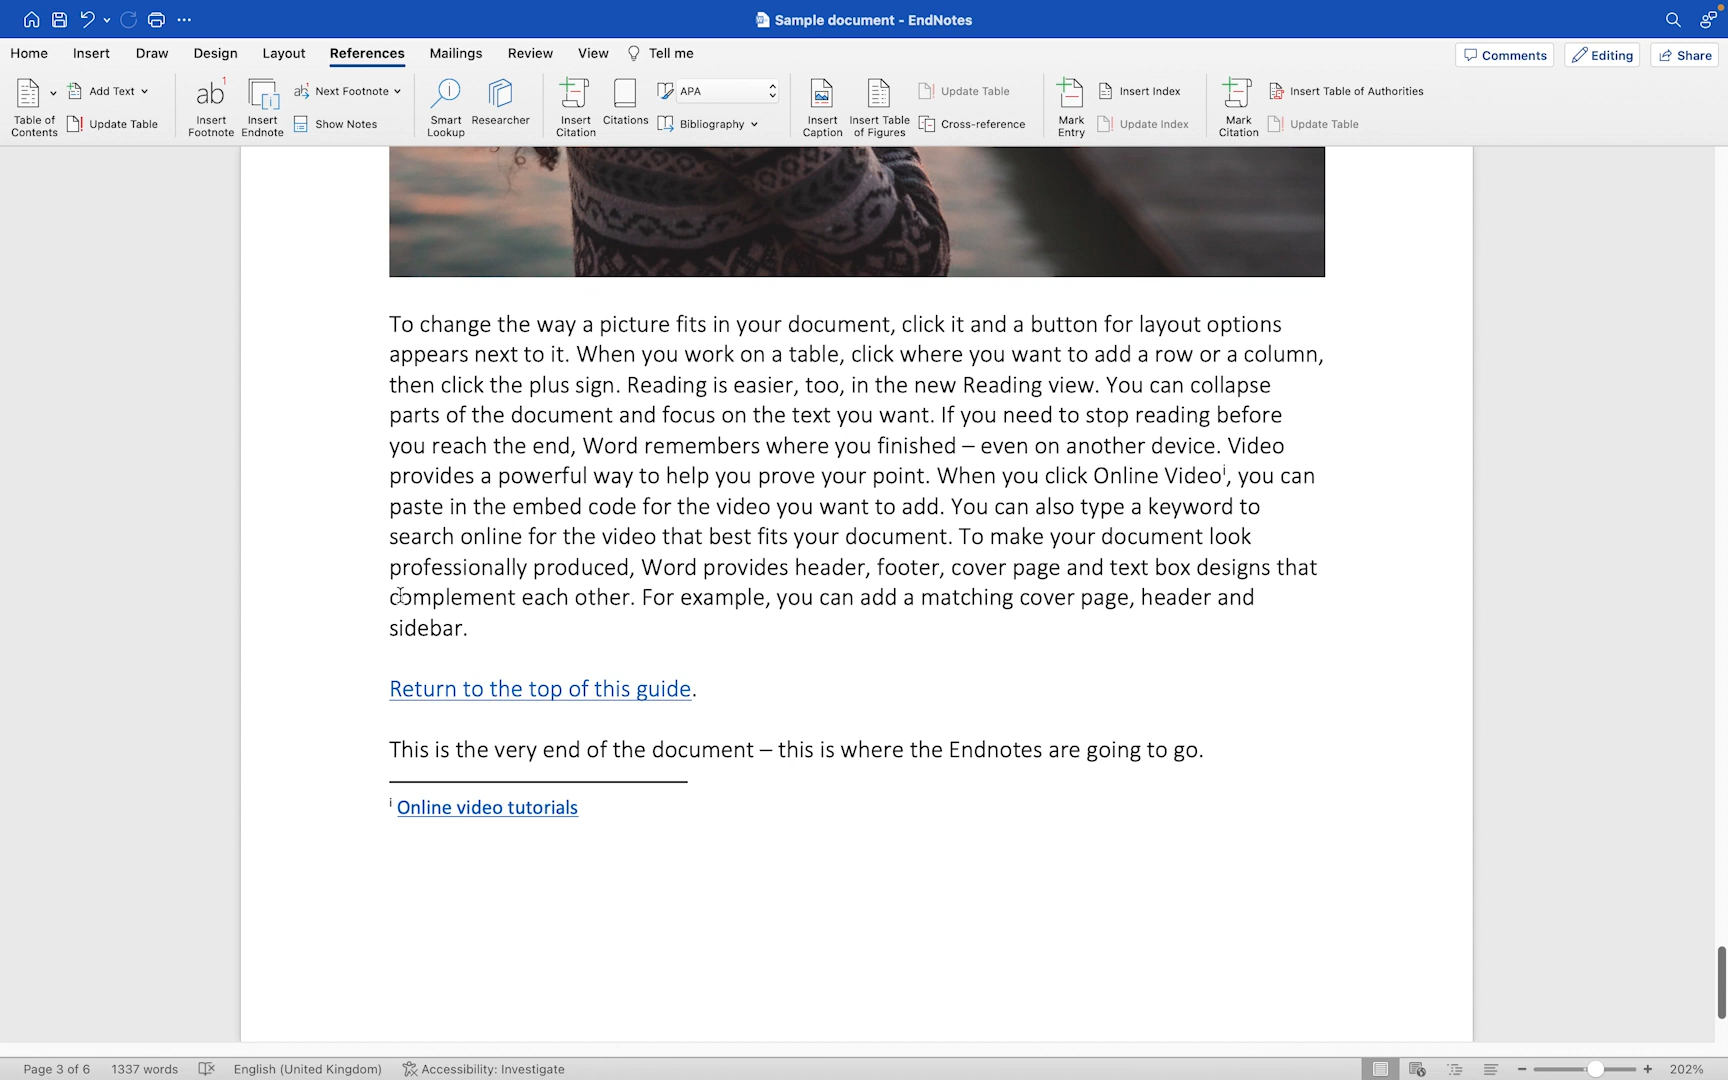 Sample document - EndNotes
Home Insert Draw Design Layout References Mailings Review View Tell me Comments Editing Share
Table of Contents
Add Text
Update Table
ab1 Insert Footnote
Insert Endnote
Next Footnote
Show Notes
Smart Lookup
Researcher
Insert Citation
Citations
APA
Bibliography
Insert Caption
Insert Table of Figures
Update Table
Cross-reference
Mark Entry
Insert Index
Update Index
Mark Citation
Insert Table of Authorities
Update Table
To change the way a picture fits in your document, click it and a button for layout options
appears next to it. When you work on a table, click where you want to add a row or a column,
then click the plus sign. Reading is easier, too, in the new Reading view. You can collapse
parts of the document and focus on the text you want. If you need to stop reading before
you reach the end, Word remembers where you finished – even on another device. Video
provides a powerful way to help you prove your point. When you click Online Videoⁱ, you can
paste in the embed code for the video you want to add. You can also type a keyword to
search online for the video that best fits your document. To make your document look
professionally produced, Word provides header, footer, cover page and text box designs that
complement each other. For example, you can add a matching cover page, header and
sidebar.
Return to the top of this guide.
This is the very end of the document – this is where the Endnotes are going to go.
ⁱ Online video tutorials
Page 3 of 6 1337 words English (United Kingdom) Accessibility: Investigate 202%